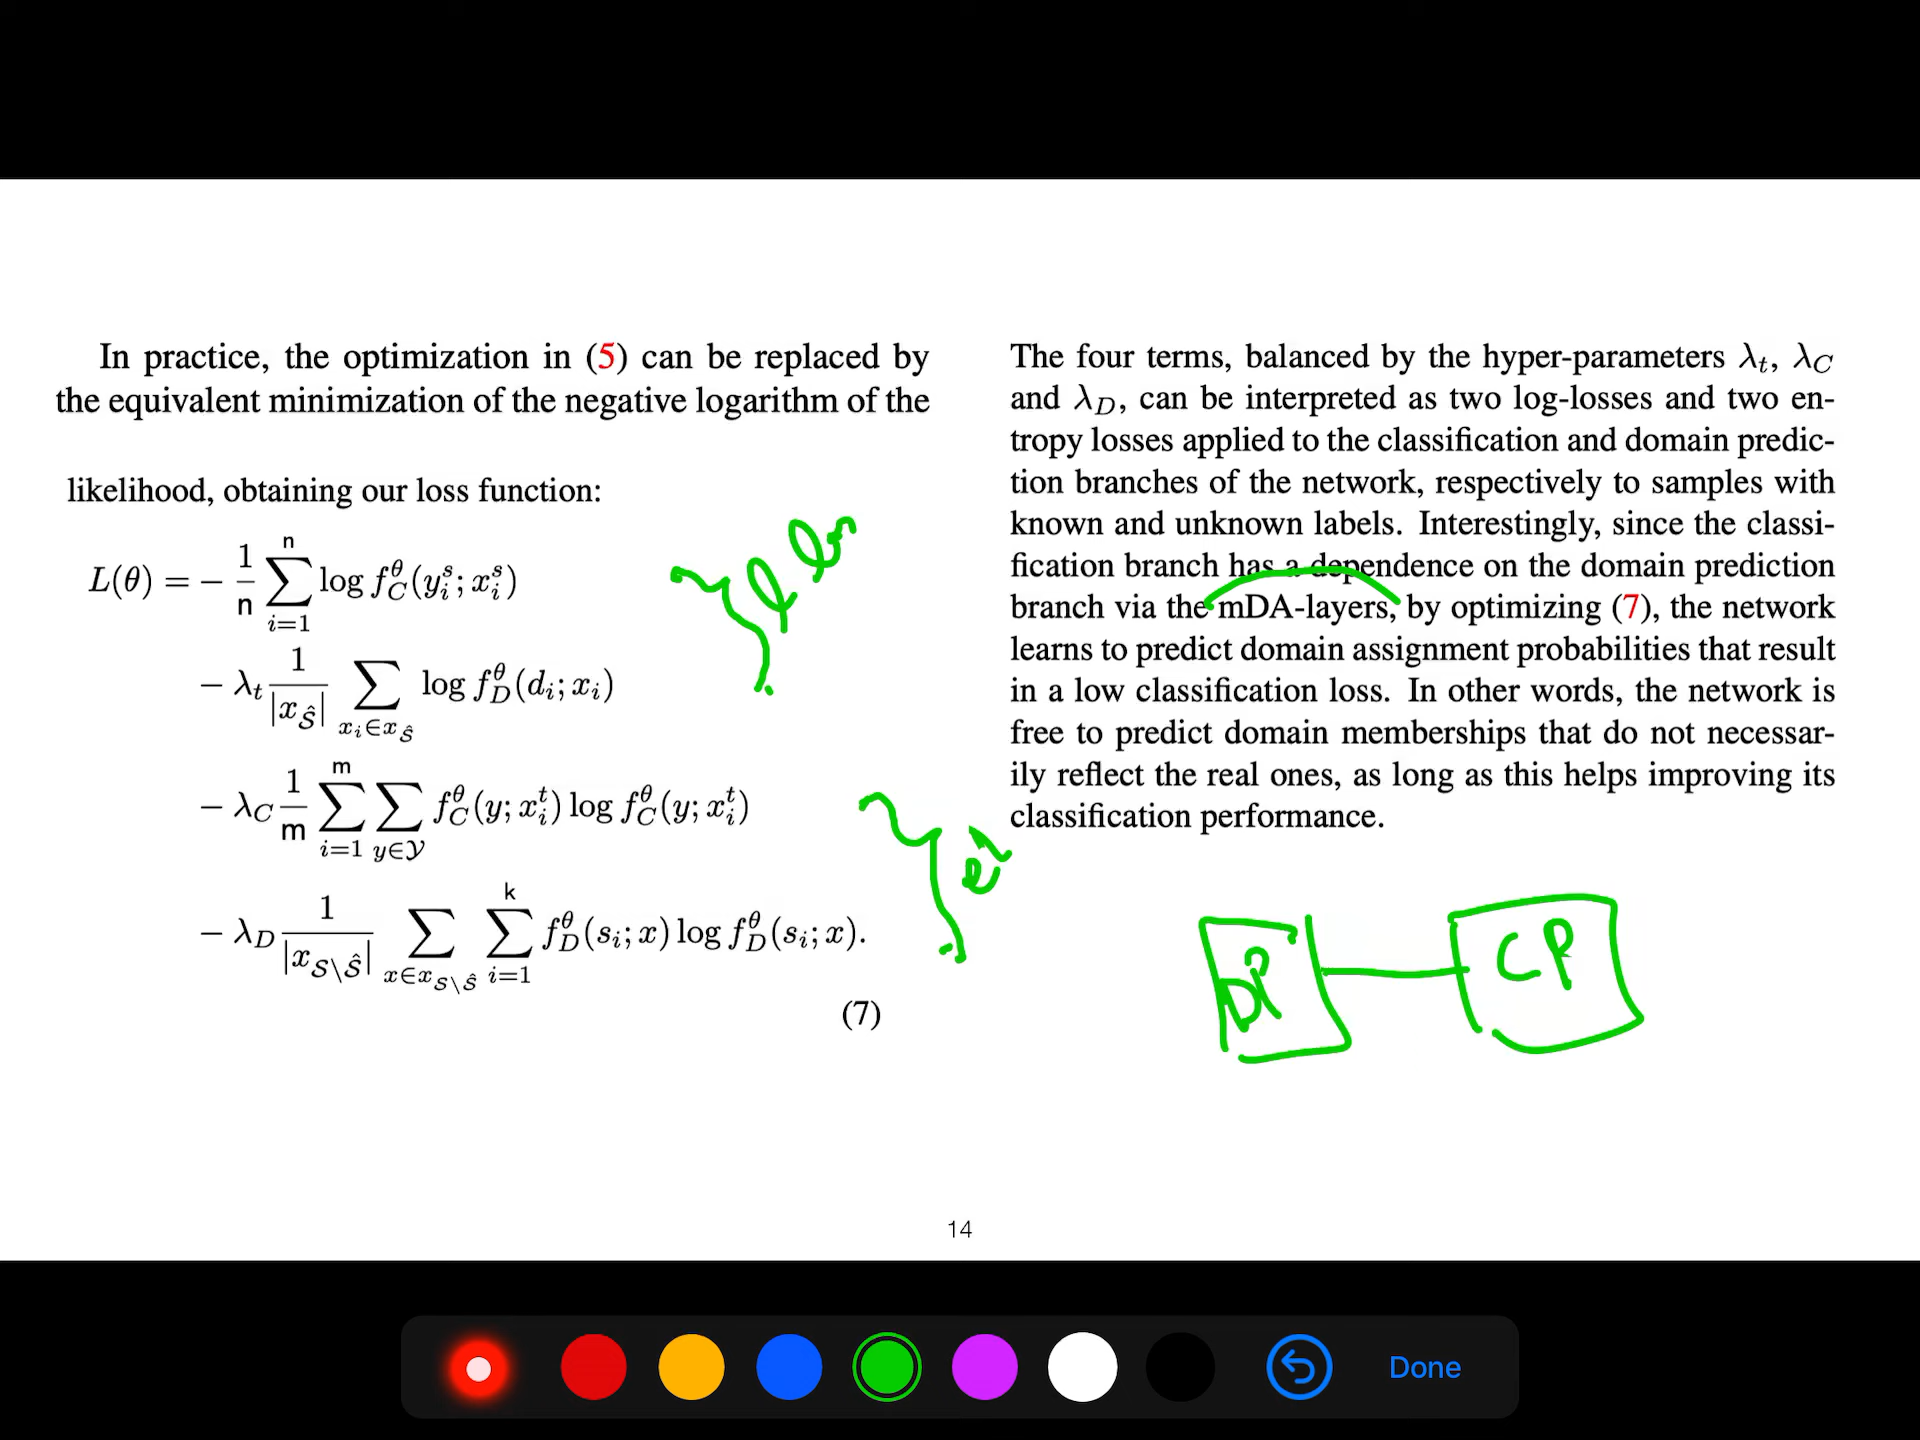 In practice, the optimization in (5) can be replaced by
the equivalent minimization of the negative logarithm of the
likelihood, obtaining our loss function:
L(θ) = − 1/n ∑_{i=1}^{n} log f_C^θ(y_i^s; x_i^s)
− λ_t 1/|x_Ŝ| ∑_{x_i∈x_Ŝ} log f_D^θ(d_i; x_i)
− λ_C 1/m ∑_{i=1}^{m} ∑_{y∈𝒴} f_C^θ(y; x_i^t) log f_C^θ(y; x_i^t)
− λ_D 1/|x_{S\Ŝ}| ∑_{x∈x_{S\Ŝ}} ∑_{i=1}^{k} f_D^θ(s_i; x) log f_D^θ(s_i; x).
(7)
The four terms, balanced by the hyper-parameters λ_t, λ_C
and λ_D, can be interpreted as two log-losses and two en-
tropy losses applied to the classification and domain predic-
tion branches of the network, respectively to samples with
known and unknown labels. Interestingly, since the classi-
fication branch has a dependence on the domain prediction
branch via the mDA-layers, by optimizing (7), the network
learns to predict domain assignment probabilities that result
in a low classification loss. In other words, the network is
free to predict domain memberships that do not necessar-
ily reflect the real ones, as long as this helps improving its
classification performance.
CP
14
Done